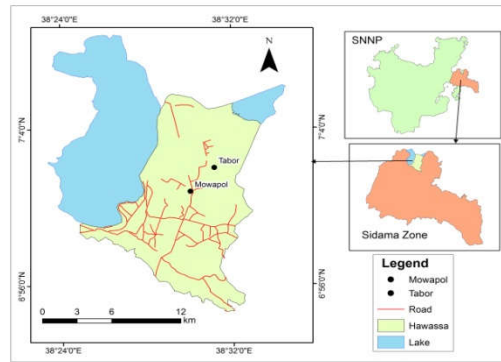 38°24'0"E 38°32'0"E
N
7°4'0"N
Tabor
Mowapol
6°56'0"N
0 3 6 12
km
38°24'0"E 38°32'0"E
SNNP
7°4'0"N
Sidama Zone
Legend
Mowapol
Tabor
Road
Hawassa
Lake
6°56'0"N